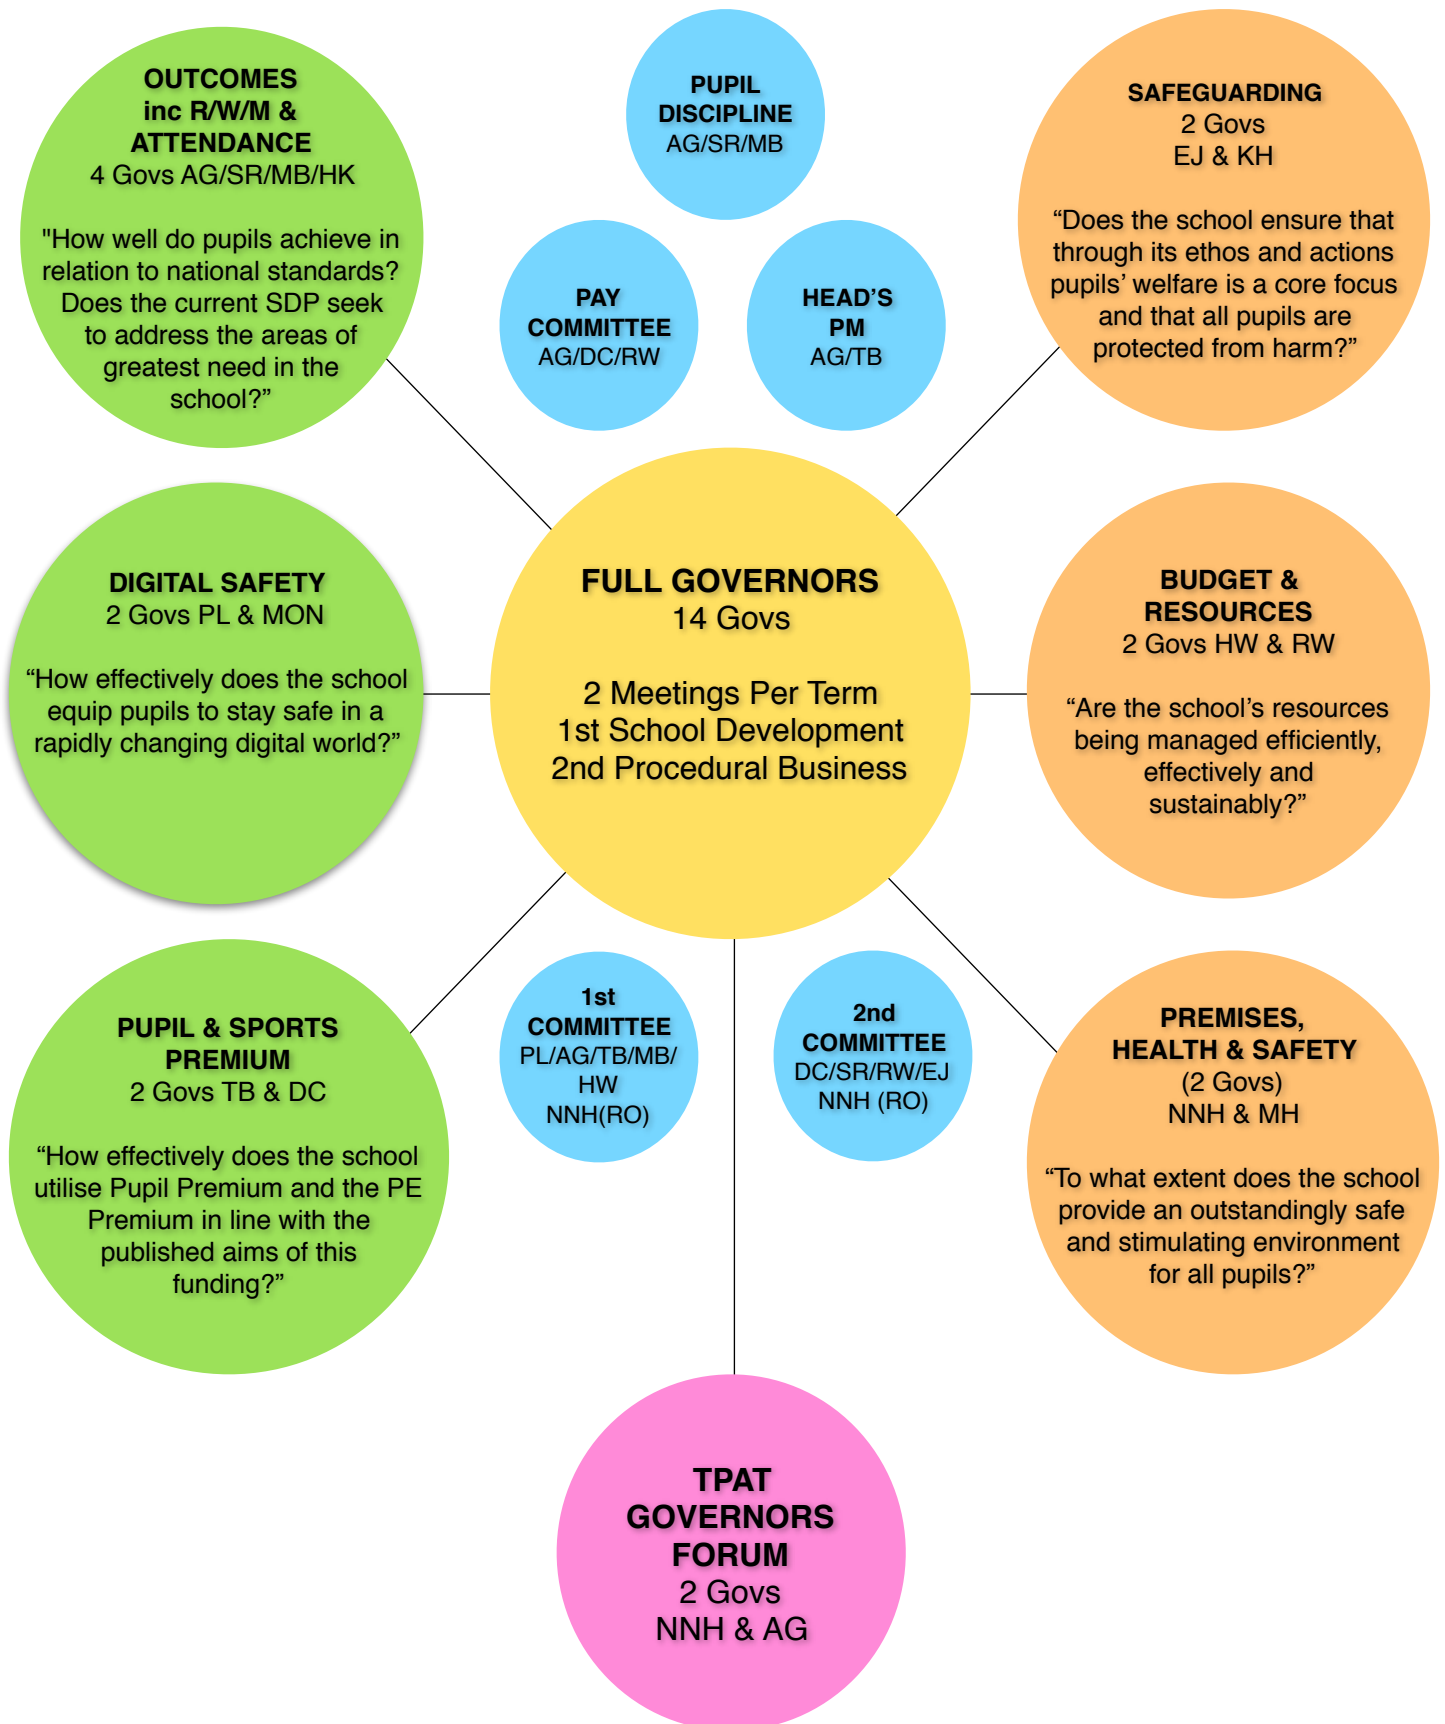 OUTCOMES
inc R/W/M &
ATTENDANCE
4 Govs AG/SR/MB/HK
"How well do pupils achieve in
relation to national standards?
Does the current SDP seek
to address the areas of
greatest need in the
school?”
PUPIL
DISCIPLINE
AG/SR/MB
SAFEGUARDING
2 Govs
EJ & KH
“Does the school ensure that
through its ethos and actions
pupils’ welfare is a core focus
and that all pupils are
protected from harm?”
PAY
COMMITTEE
AG/DC/RW
HEAD’S
PM
AG/TB
DIGITAL SAFETY
2 Govs PL & MON
“How effectively does the school
equip pupils to stay safe in a
rapidly changing digital world?”
FULL GOVERNORS
14 Govs
2 Meetings Per Term
1st School Development
2nd Procedural Business
BUDGET &
RESOURCES
2 Govs HW & RW
“Are the school’s resources
being managed efficiently,
effectively and
sustainably?”
PUPIL & SPORTS
PREMIUM
2 Govs TB & DC
“How effectively does the school
utilise Pupil Premium and the PE
Premium in line with the
published aims of this
funding?”
1st
COMMITTEE
PL/AG/TB/MB/
HW
NNH(RO)
2nd
COMMITTEE
DC/SR/RW/EJ
NNH (RO)
PREMISES,
HEALTH & SAFETY
(2 Govs)
NNH & MH
“To what extent does the school
provide an outstandingly safe
and stimulating environment
for all pupils?”
TPAT
GOVERNORS
FORUM
2 Govs
NNH & AG